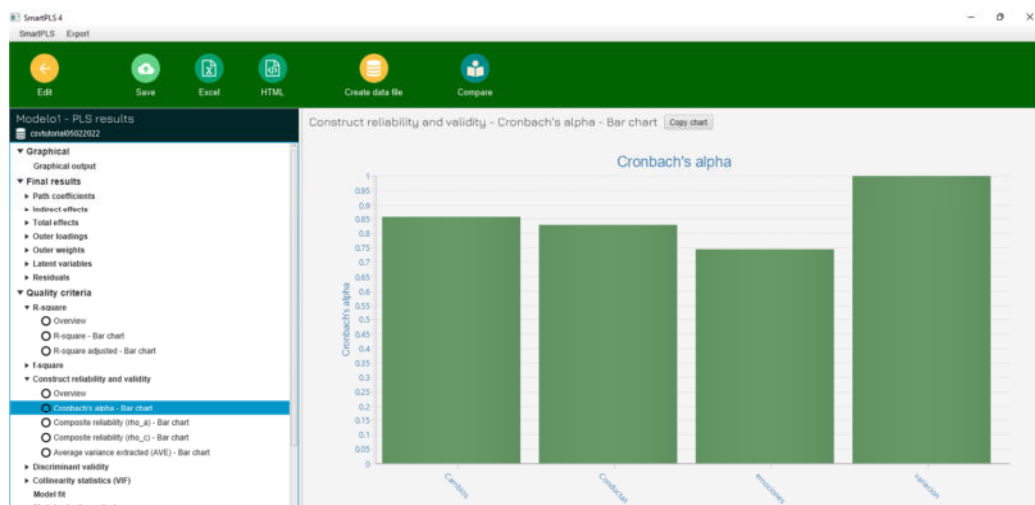 SmartPLS 4
SmartPLS Export
Edit Save Excel HTML Create data file Compare
Modelo1 - PLS results
csvtutorial05022022
Graphical
Graphical output
Final results
Path coefficients
Indirect effects
Total effects
Outer loadings
Outer weights
Latent variables
Residuals
Quality criteria
R-square
Overview
R-square - Bar chart
R-square adjusted - Bar chart
f-square
Construct reliability and validity
Overview
Cronbach's alpha - Bar chart
Composite reliability (rho_a) - Bar chart
Composite reliability (rho_c) - Bar chart
Average variance extracted (AVE) - Bar chart
Discriminant validity
Collinearity statistics (VIF)
Model fit
Construct reliability and validity - Cronbach's alpha - Bar chart Copy chart
Cronbach's alpha
Cronbach's alpha
1
0.95
0.9
0.85
0.8
0.75
0.7
0.65
0.6
0.55
0.5
0.45
0.4
0.35
0.3
0.25
0.2
0.15
0.1
0.05
0
Cambios Conductas emociones variacion